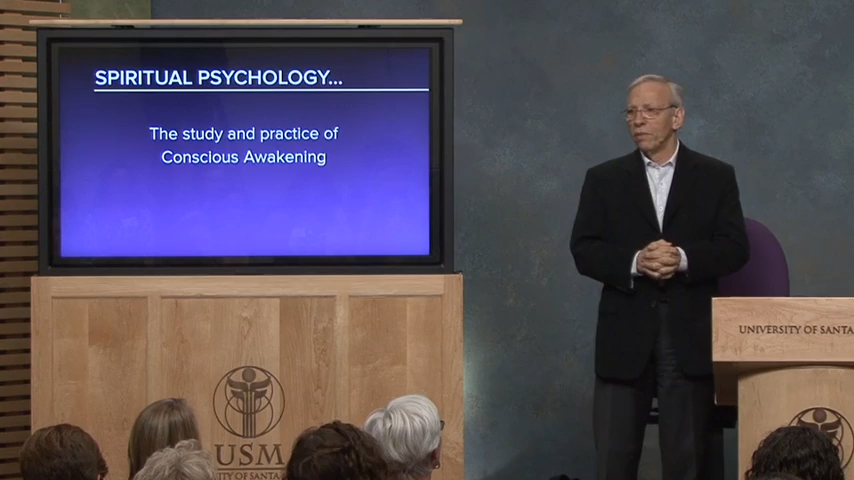 SPIRITUAL PSYCHOLOGY...
The study and practice of
Conscious Awakening
UNIVERSITY OF SANTA
USM